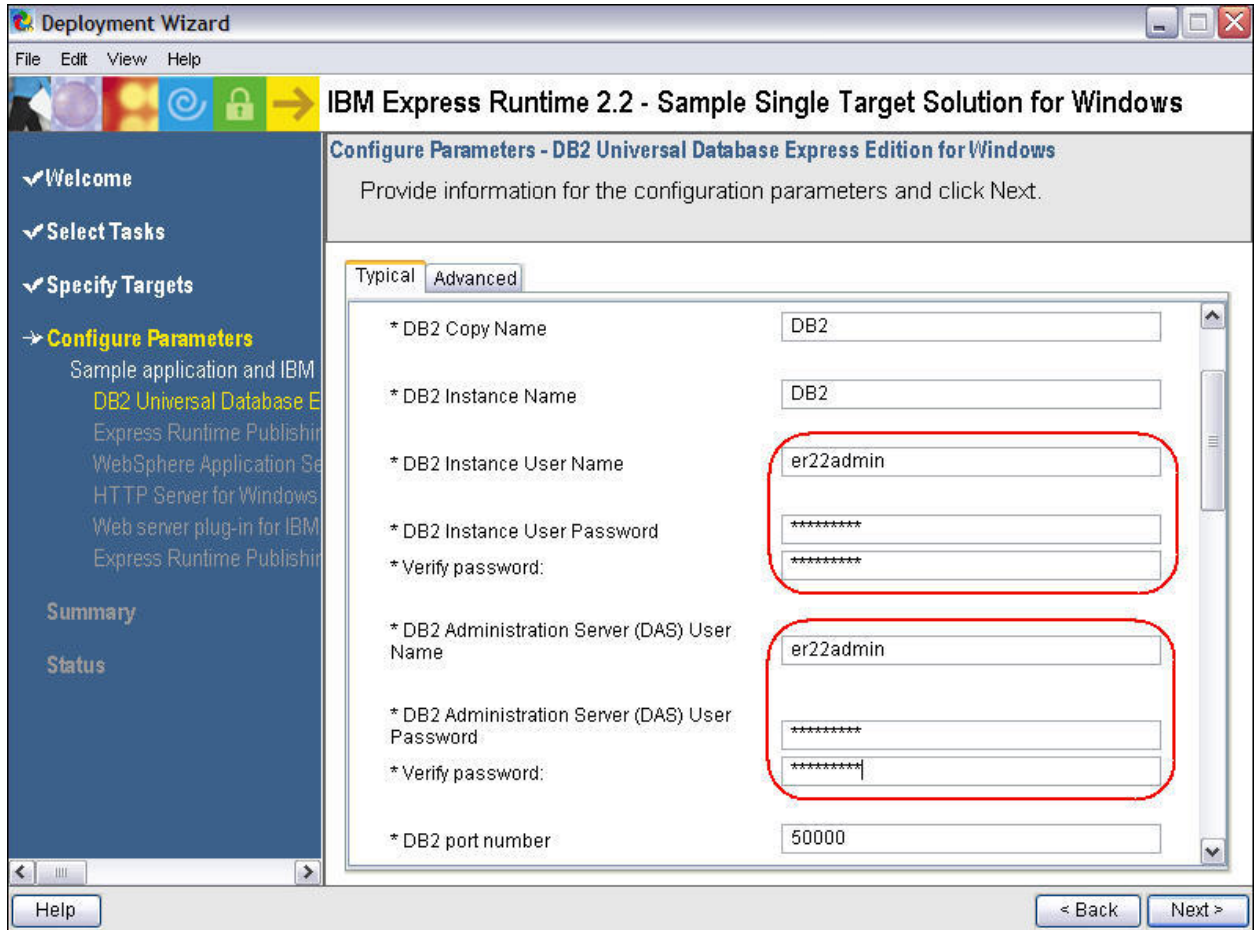 Deployment Wizard
File Edit View Help
IBM Express Runtime 2.2 - Sample Single Target Solution for Windows
Welcome
Select Tasks
Specify Targets
Configure Parameters
Sample application and IBM
DB2 Universal Database E
Express Runtime Publishin
WebSphere Application Se
HTTP Server for Windows
Web server plug-in for IBM
Express Runtime Publishin
Summary
Status
Configure Parameters - DB2 Universal Database Express Edition for Windows
Provide information for the configuration parameters and click Next.
Typical Advanced
* DB2 Copy Name DB2
* DB2 Instance Name DB2
* DB2 Instance User Name er22admin
* DB2 Instance User Password *********
* Verify password: *********
* DB2 Administration Server (DAS) User
Name er22admin
* DB2 Administration Server (DAS) User
Password *********
* Verify password: *********
* DB2 port number 50000
Help < Back Next >